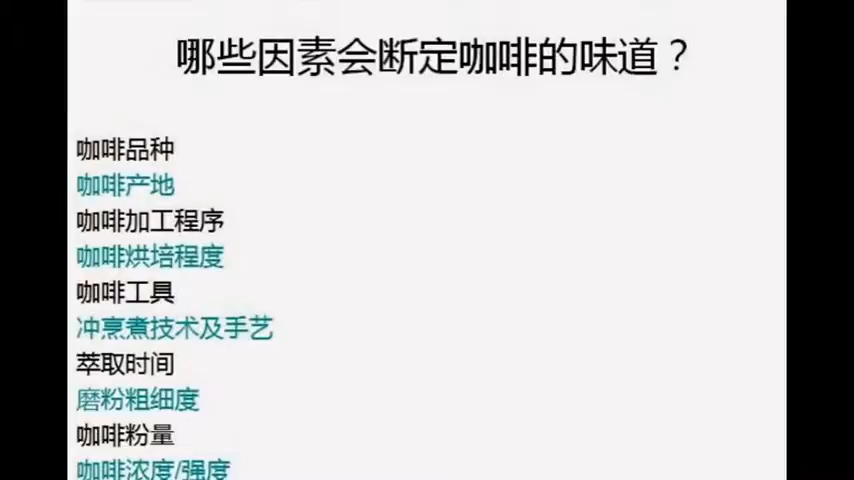 哪些因素会断定咖啡的味道？
咖啡品种
咖啡产地
咖啡加工程序
咖啡烘培程度
咖啡工具
冲烹煮技术及手艺
萃取时间
磨粉粗细度
咖啡粉量
咖啡浓度/强度